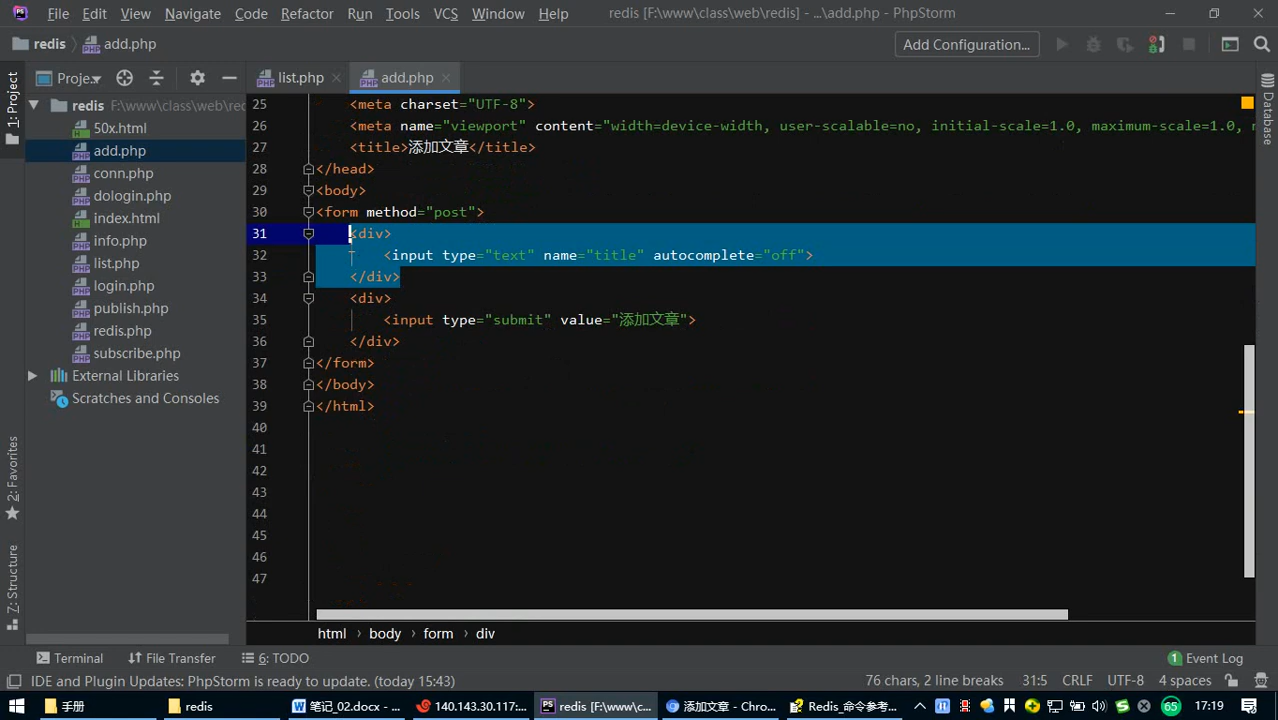 File Edit View Navigate Code Refactor Run Tools VCS Window Help redis [F:\www\class\web\redis] - ...\add.php - PhpStorm
redis add.php Add Configuration...
Proje list.php add.php
1: Project
Database
2: Favorites
7: Structure
redis F:\www\class\web\red
50x.html
add.php
conn.php
dologin.php
index.html
info.php
list.php
login.php
publish.php
redis.php
subscribe.php
External Libraries
Scratches and Consoles
25 <meta charset="UTF-8">
26 <meta name="viewport" content="width=device-width, user-scalable=no, initial-scale=1.0, maximum-scale=1.0,
27 <title>添加文章</title>
28 </head>
29 <body>
30 <form method="post">
31 <div>
32 <input type="text" name="title" autocomplete="off">
33 </div>
34 <div>
35 <input type="submit" value="添加文章">
36 </div>
37 </form>
38 </body>
39 </html>
40
41
42
43
44
45
46
47
html body form div
Terminal File Transfer 6: TODO 1 Event Log
IDE and Plugin Updates: PhpStorm is ready to update. (today 15:43) 76 chars, 2 line breaks 31:5 CRLF UTF-8 4 spaces
手册 redis 笔记_02.docx - ... 140.143.30.117:... redis [F:\www\c... 添加文章 - Chro... Redis_命令参考... 65 17:19